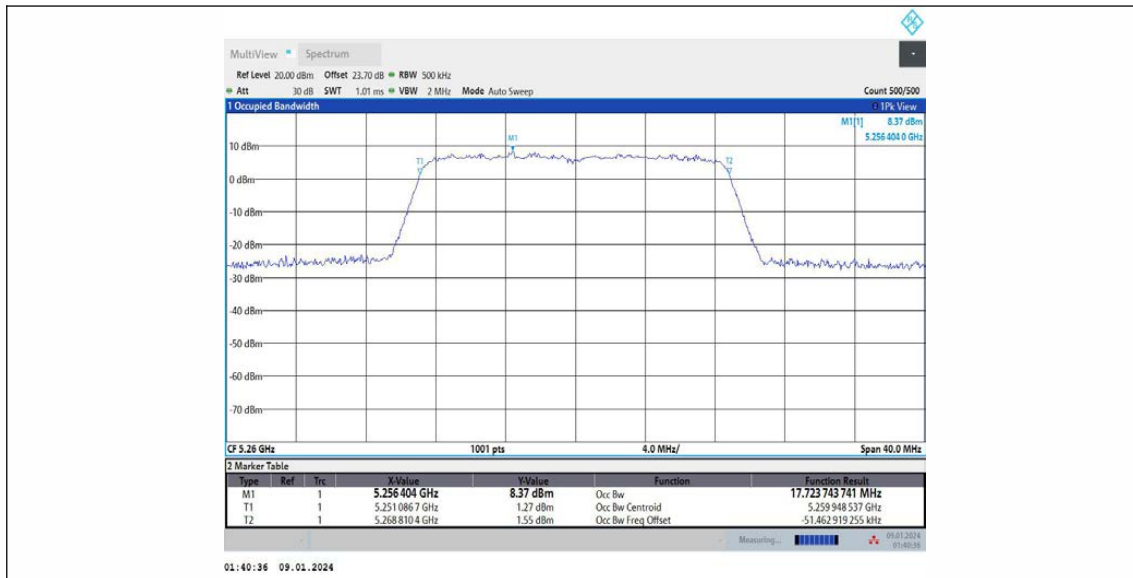 MultiView Spectrum
Ref Level 20.00 dBm Offset 23.70 dB RBW 500 kHz
Att 30 dB SWT 1.01 ms VBW 2 MHz Mode Auto Sweep Count 500/500
1 Occupied Bandwidth 1Pk View
M1[1] 8.37 dBm
5.256 404 0 GHz
M1
10 dBm
T1 T2
0 dBm
-10 dBm
-20 dBm
-30 dBm
-40 dBm
-50 dBm
-60 dBm
-70 dBm
CF 5.26 GHz 1001 pts 4.0 MHz/ Span 40.0 MHz
2 Marker Table
Type Ref Trc X-Value Y-Value Function Function Result
M1 1 5.256 404 GHz 8.37 dBm Occ Bw 17.723 743 741 MHz
T1 1 5.251 086 7 GHz 1.27 dBm Occ Bw Centroid 5.259 948 537 GHz
T2 1 5.268 810 4 GHz 1.55 dBm Occ Bw Freq Offset -51.462 919 255 kHz
Measuring... 09.01.2024
01:40:36
01:40:36 09.01.2024